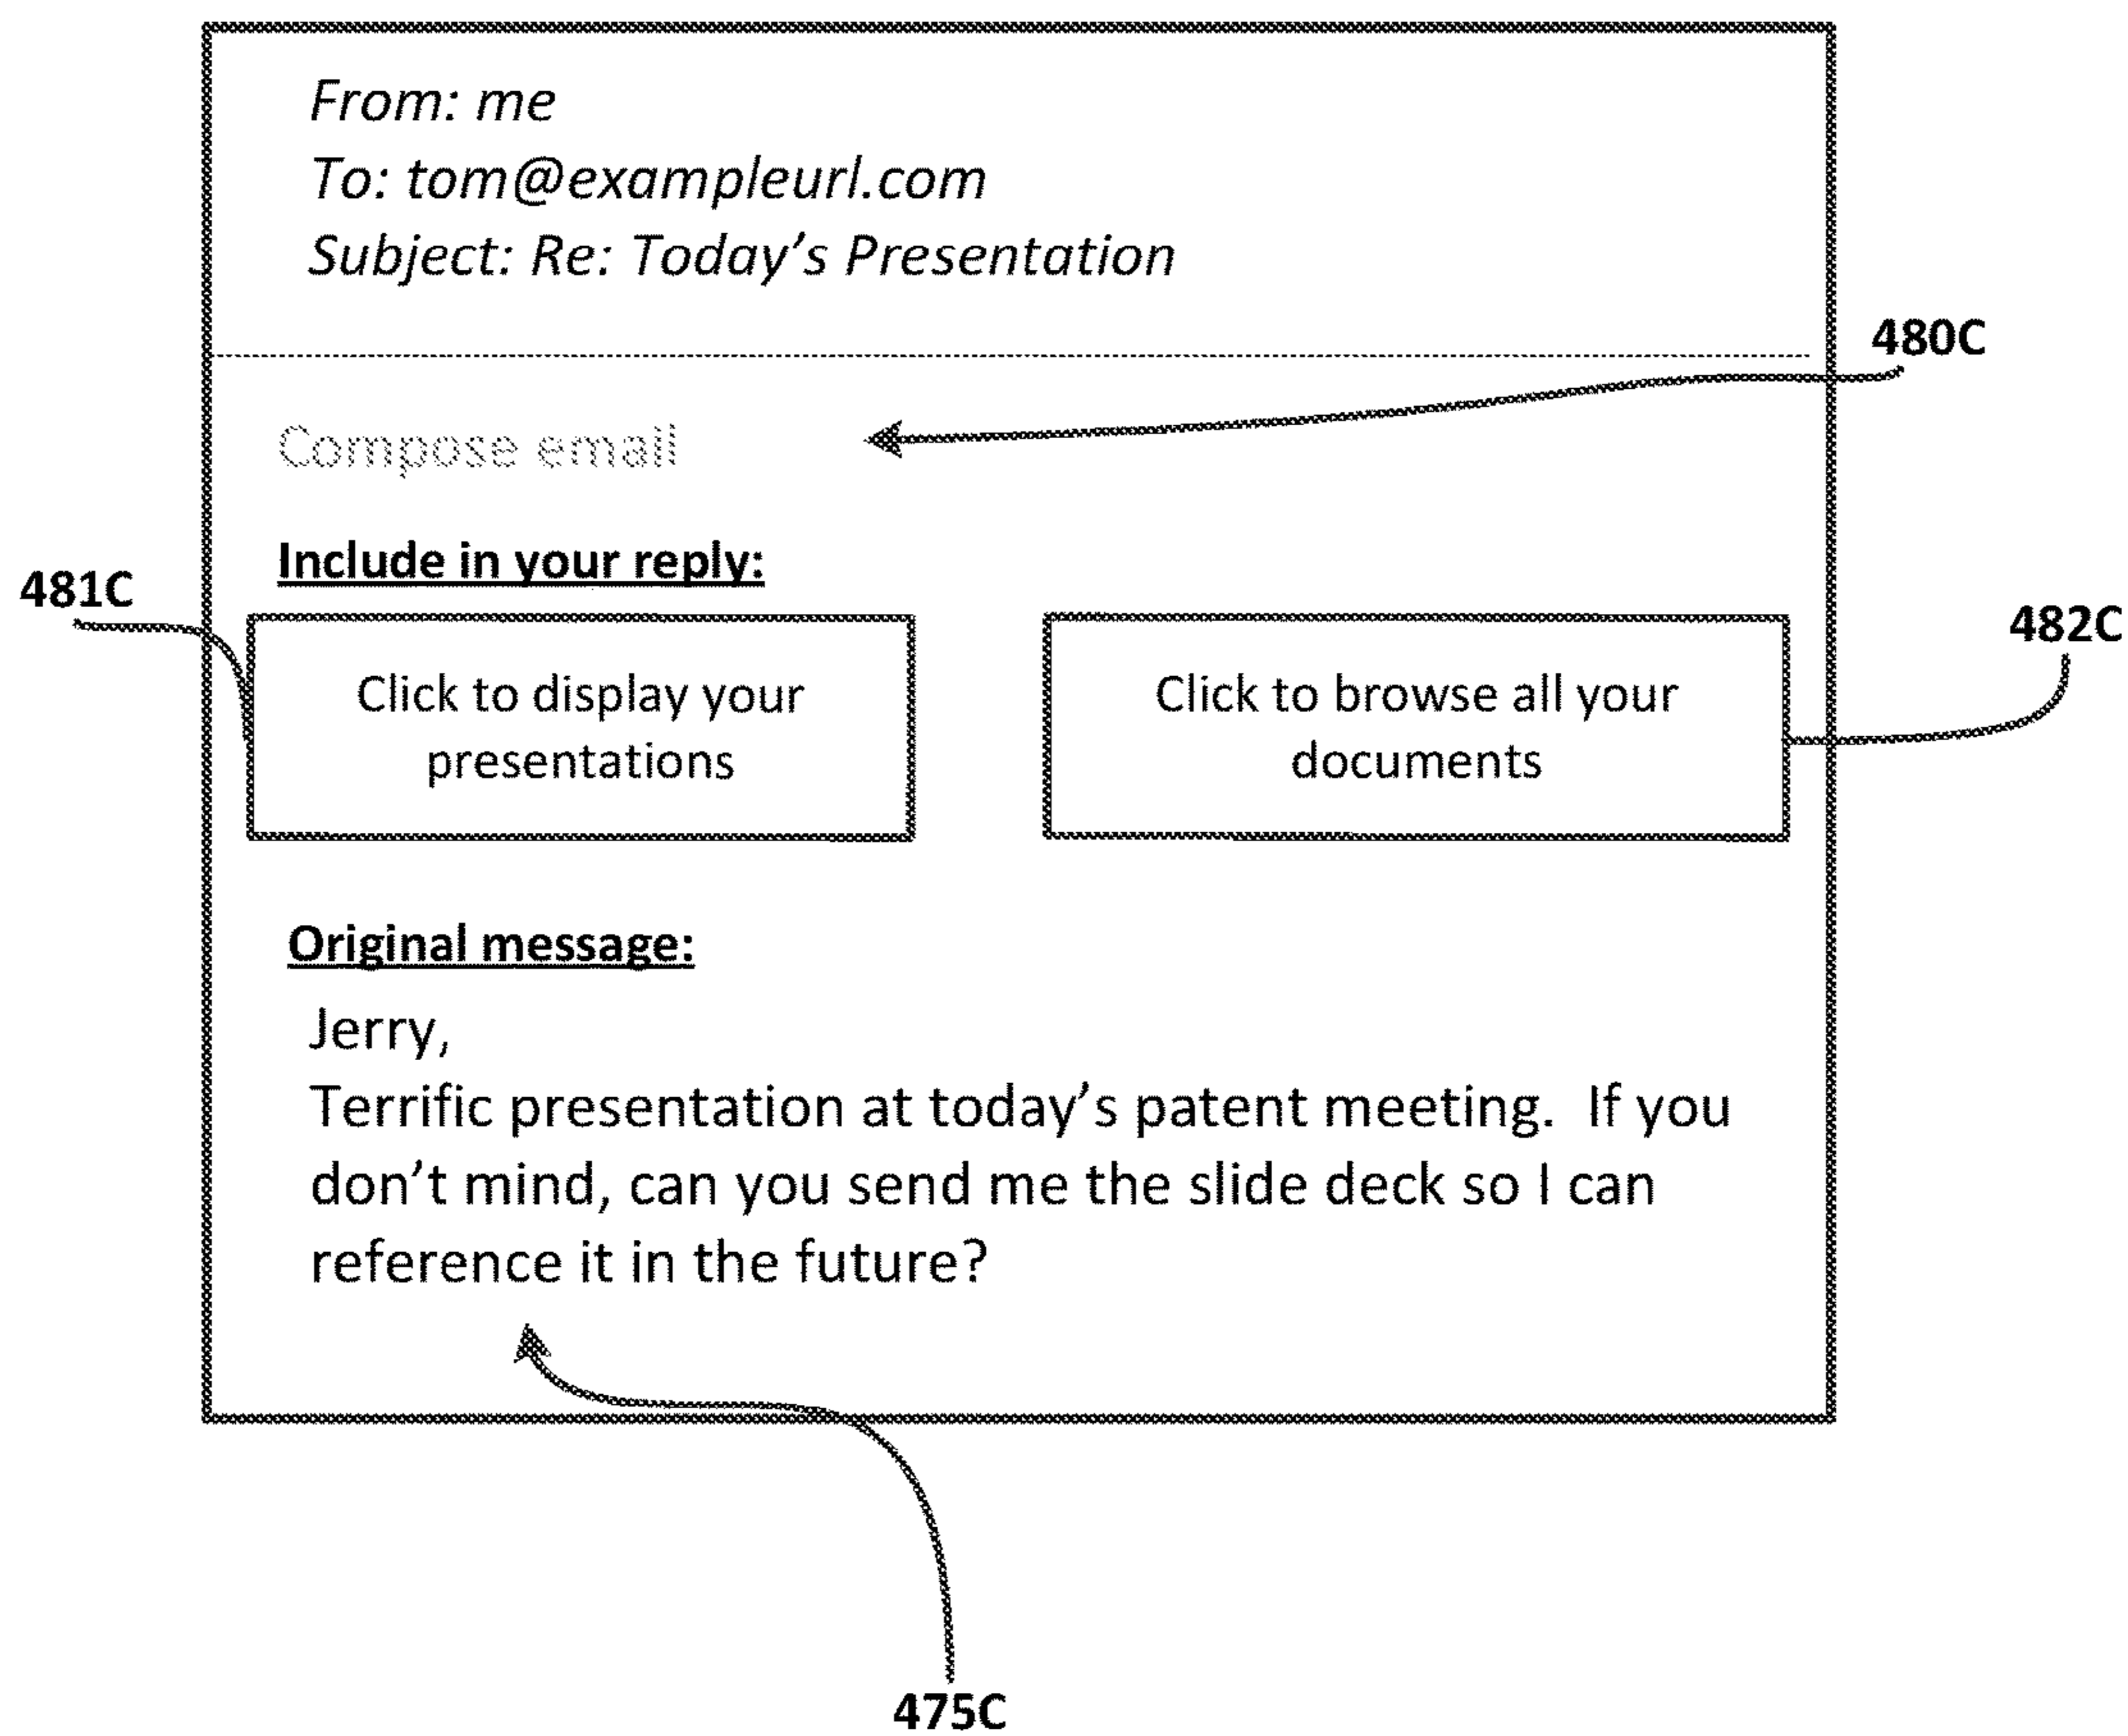 From: me
To: tom@exampleurl.com
Subject: Re: Today's Presentation
480C
Compose email
Include in your reply:
481C
482C
Click to display your
presentations
Click to browse all your
documents
Original message:
Jerry,
Terrific presentation at today's patent meeting.  If you
don't mind, can you send me the slide deck so I can
reference it in the future?
475C